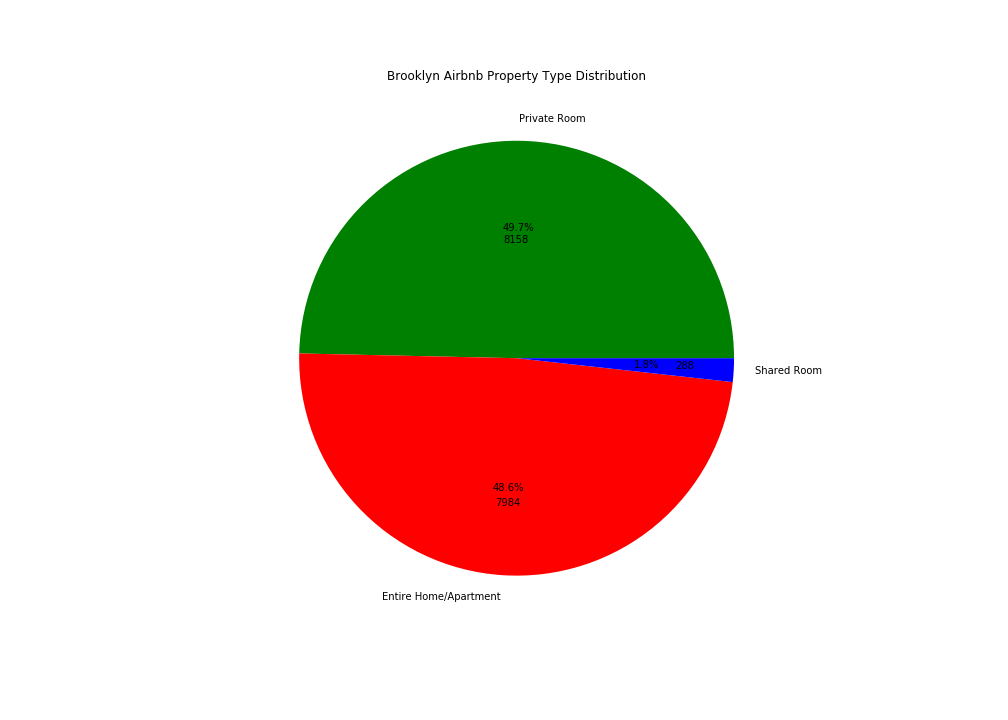 Brooklyn Airbnb Property Type Distribution
Private Room
49.7%
8158
1.8% 288
Shared Room
48.6%
7984
Entire Home/Apartment